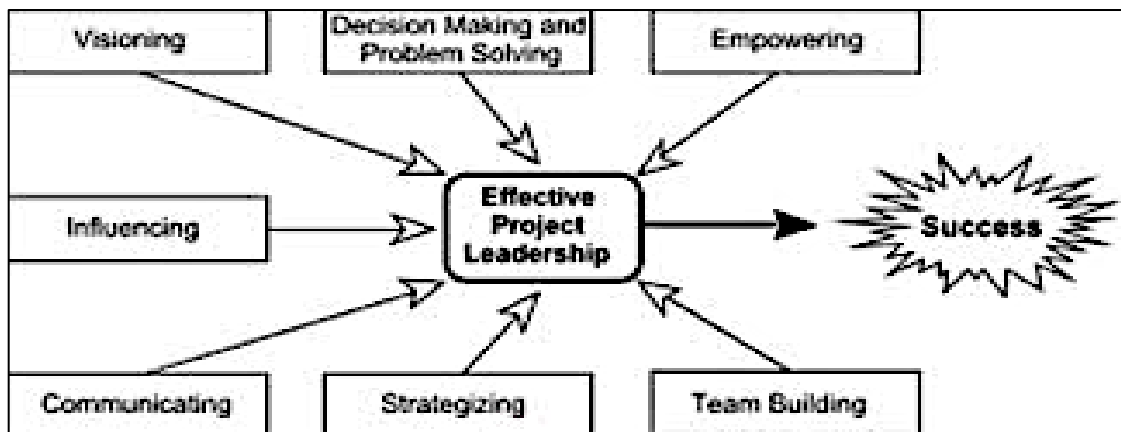 Visioning
Decision Making and
Problem Solving
Empowering
Influencing
Effective
Project
Leadership
Success
Communicating
Strategizing
Team Building